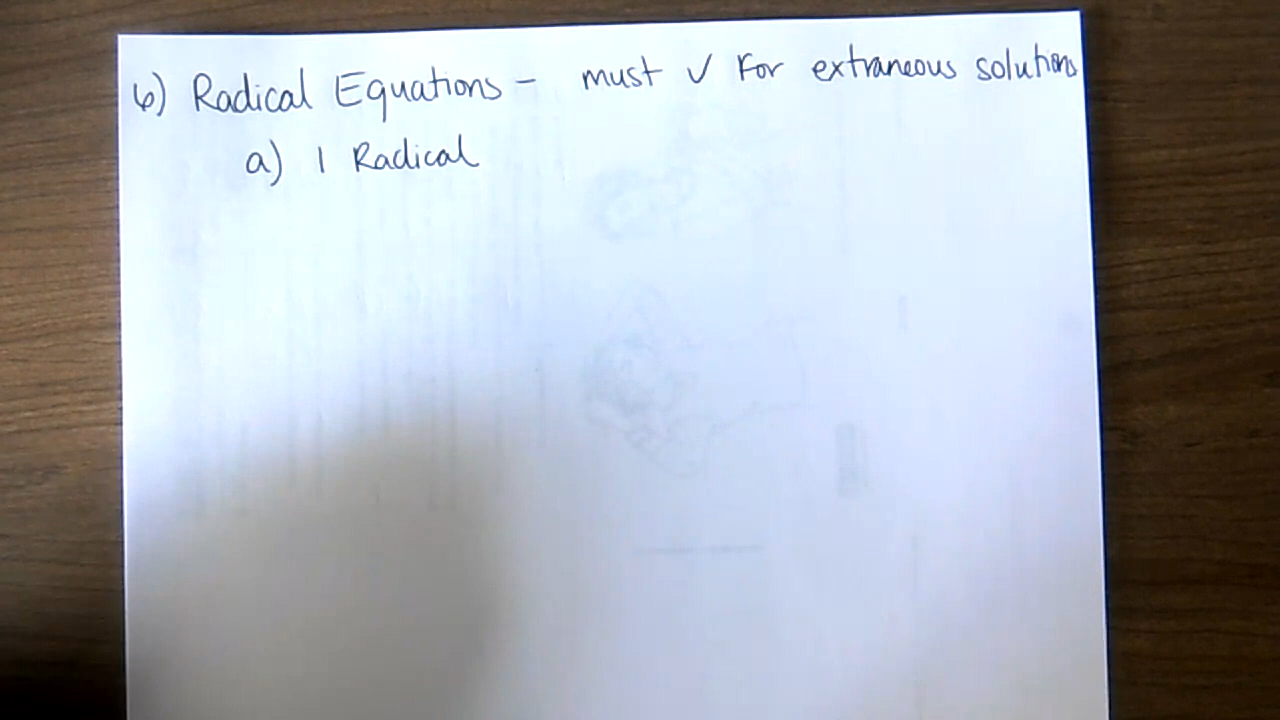 6) Radical Equations - must ✓ For extraneous solutions
a) 1 Radical